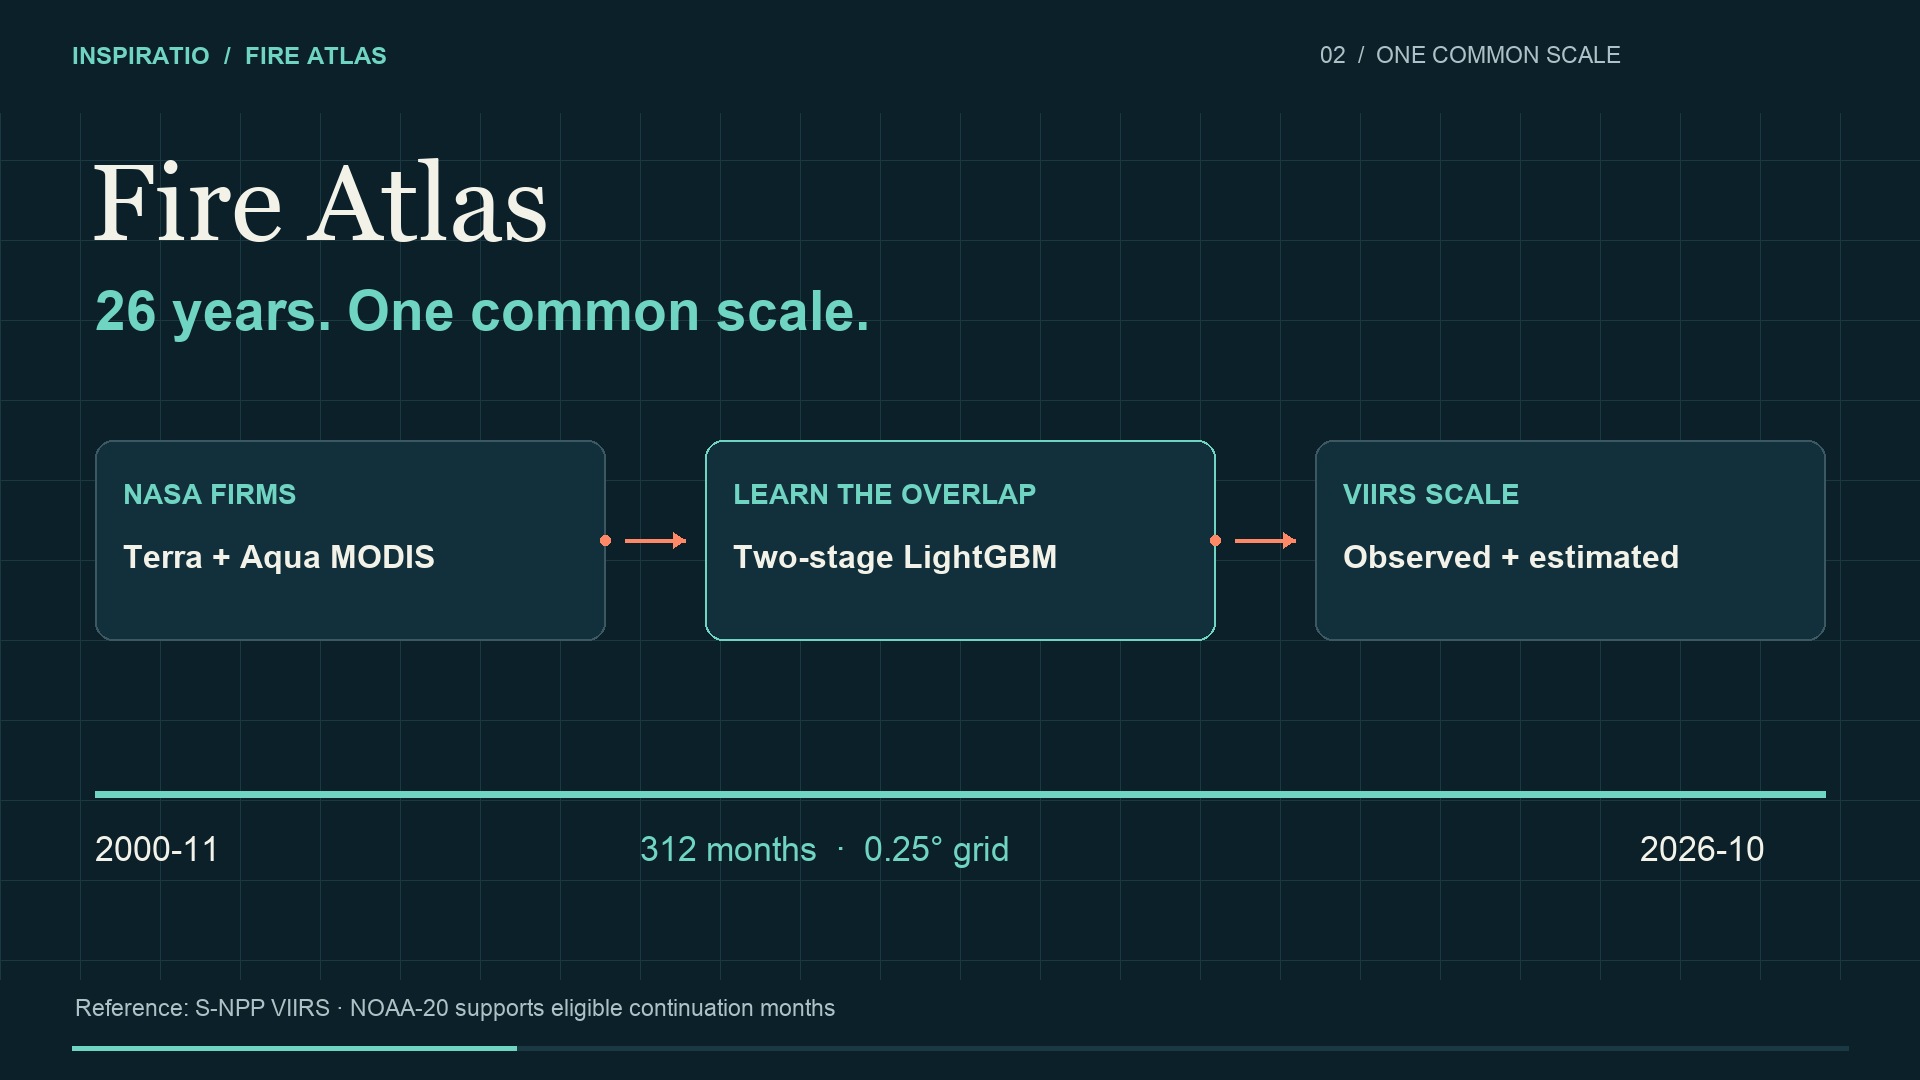 INSPIRATIO / FIRE ATLAS
02 / ONE COMMON SCALE
Fire Atlas
26 years. One common scale.
NASA FIRMS
Terra + Aqua MODIS
LEARN THE OVERLAP
Two-stage LightGBM
VIIRS SCALE
Observed + estimated
2000-11
312 months · 0.25° grid
2026-10
Reference: S-NPP VIIRS · NOAA-20 supports eligible continuation months